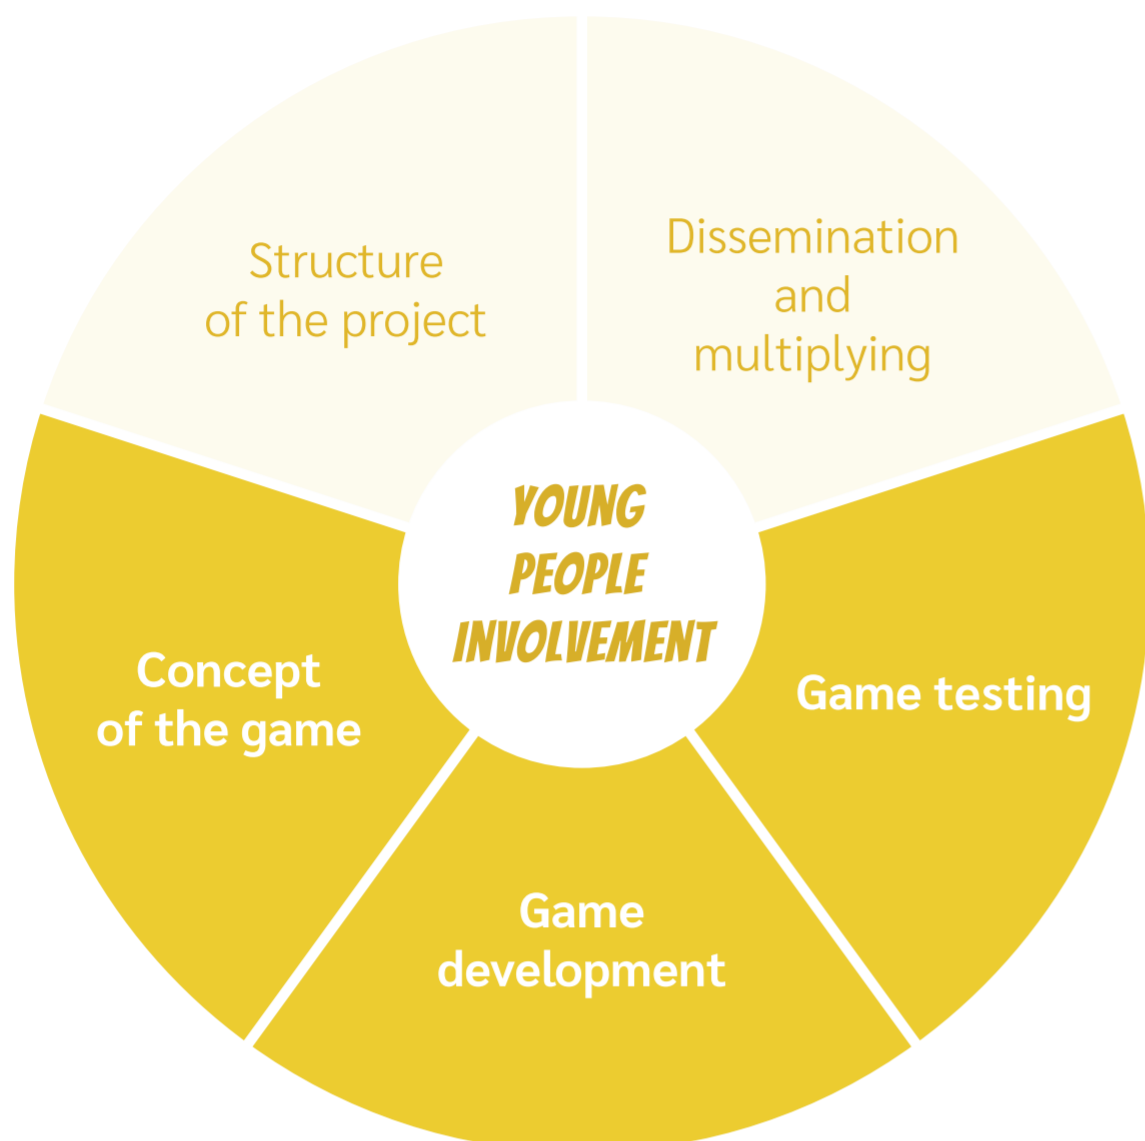 Structure
of the project
Dissemination
and
multiplying
YOUNG
PEOPLE
INVOLVEMENT
Concept
of the game
Game testing
Game
development